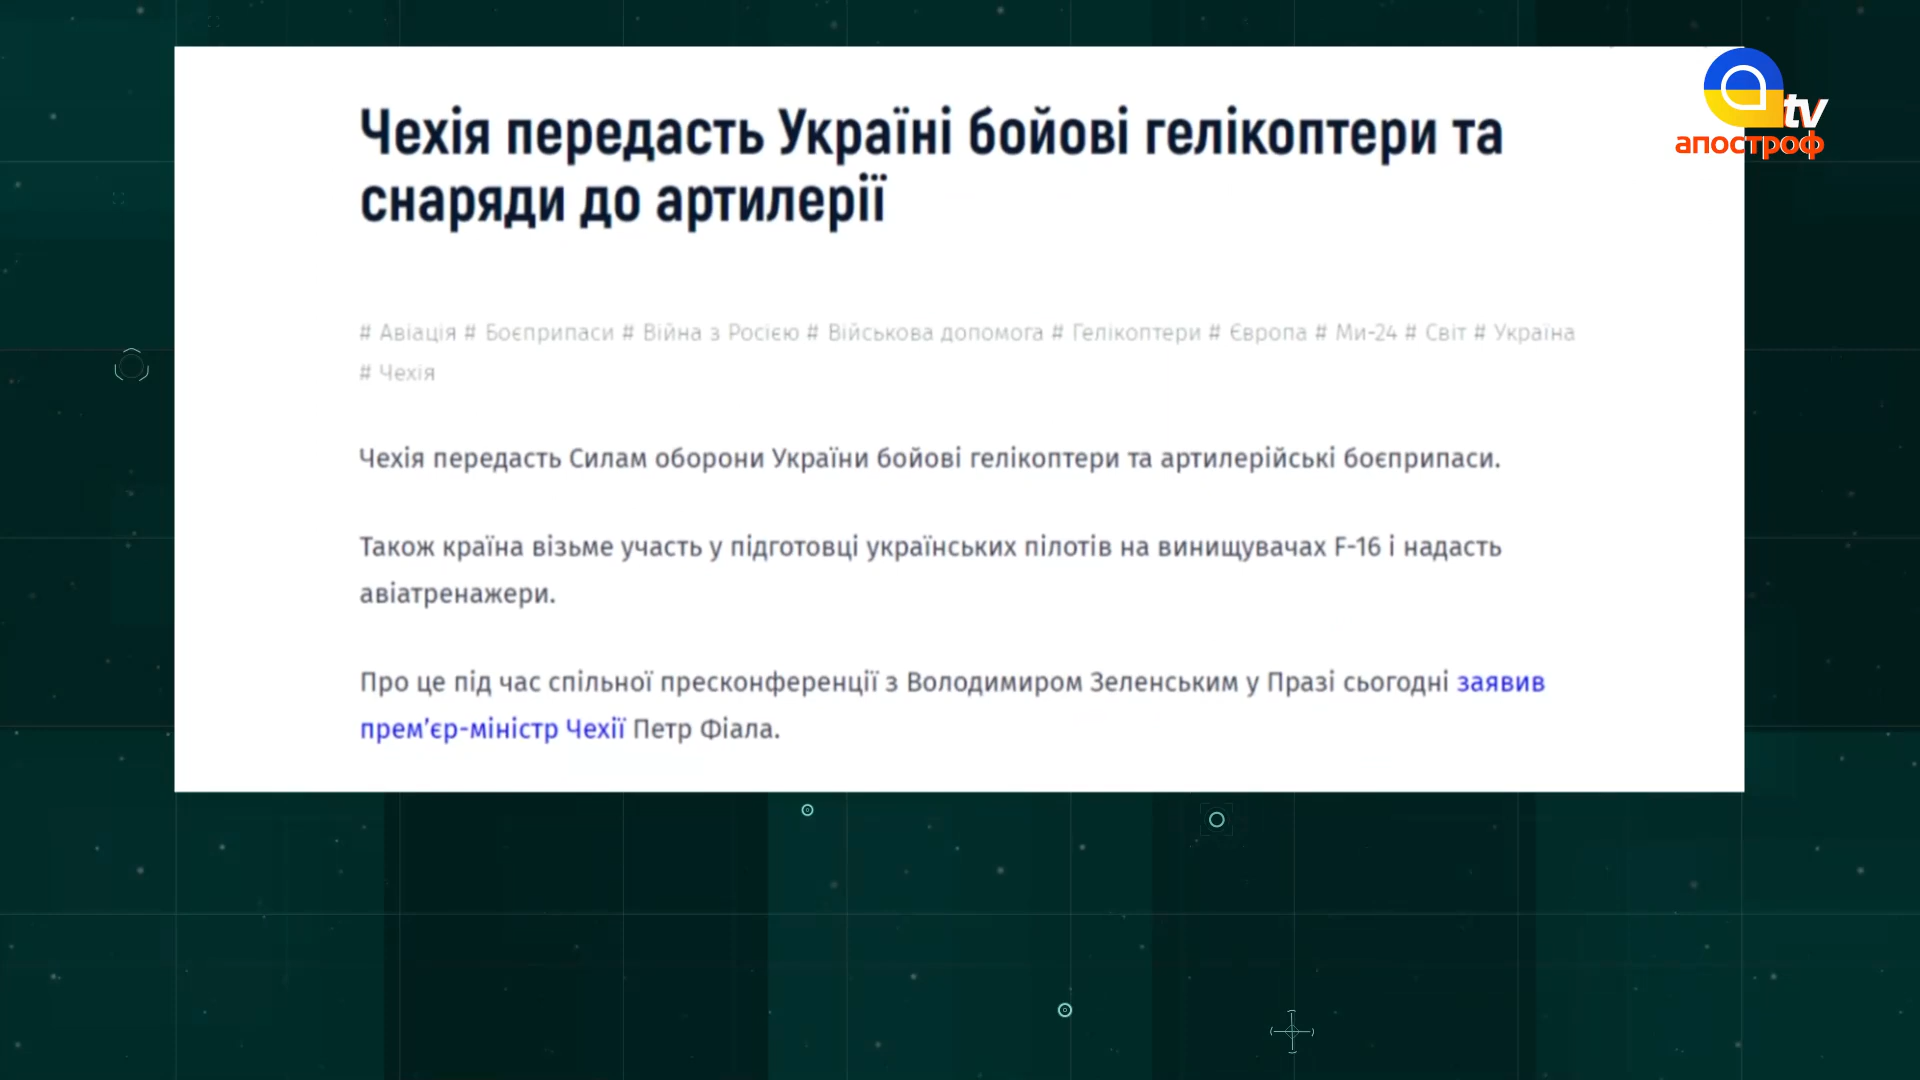 Чехія передасть Україні бойові гелікоптери та
снаряди до артилерії
tv
апостроф
# Авіація # Боєприпаси # Війна з Росією # Військова допомога # Гелікоптери # Європа # Ми-24 # Світ # Україна
# Чехія
Чехія передасть Силам оборони України бойові гелікоптери та артилерійські боєприпаси.
Також країна візьме участь у підготовці українських пілотів на винищувачах F-16 і надасть
авіатренажери.
Про це під час спільної пресконференції з Володимиром Зеленським у Празі сьогодні заявив
прем’єр-міністр Чехії Петр Фіала.